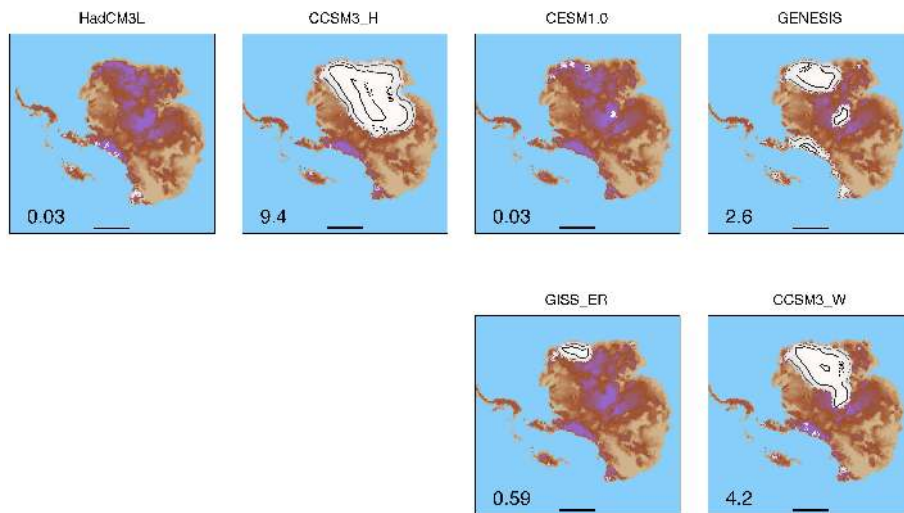 HadCM3L
CCSM3_H
CESM1.0
GENESIS
0.03
9.4
0.03
2.6
GISS_ER
CCSM3_W
0.59
4.2